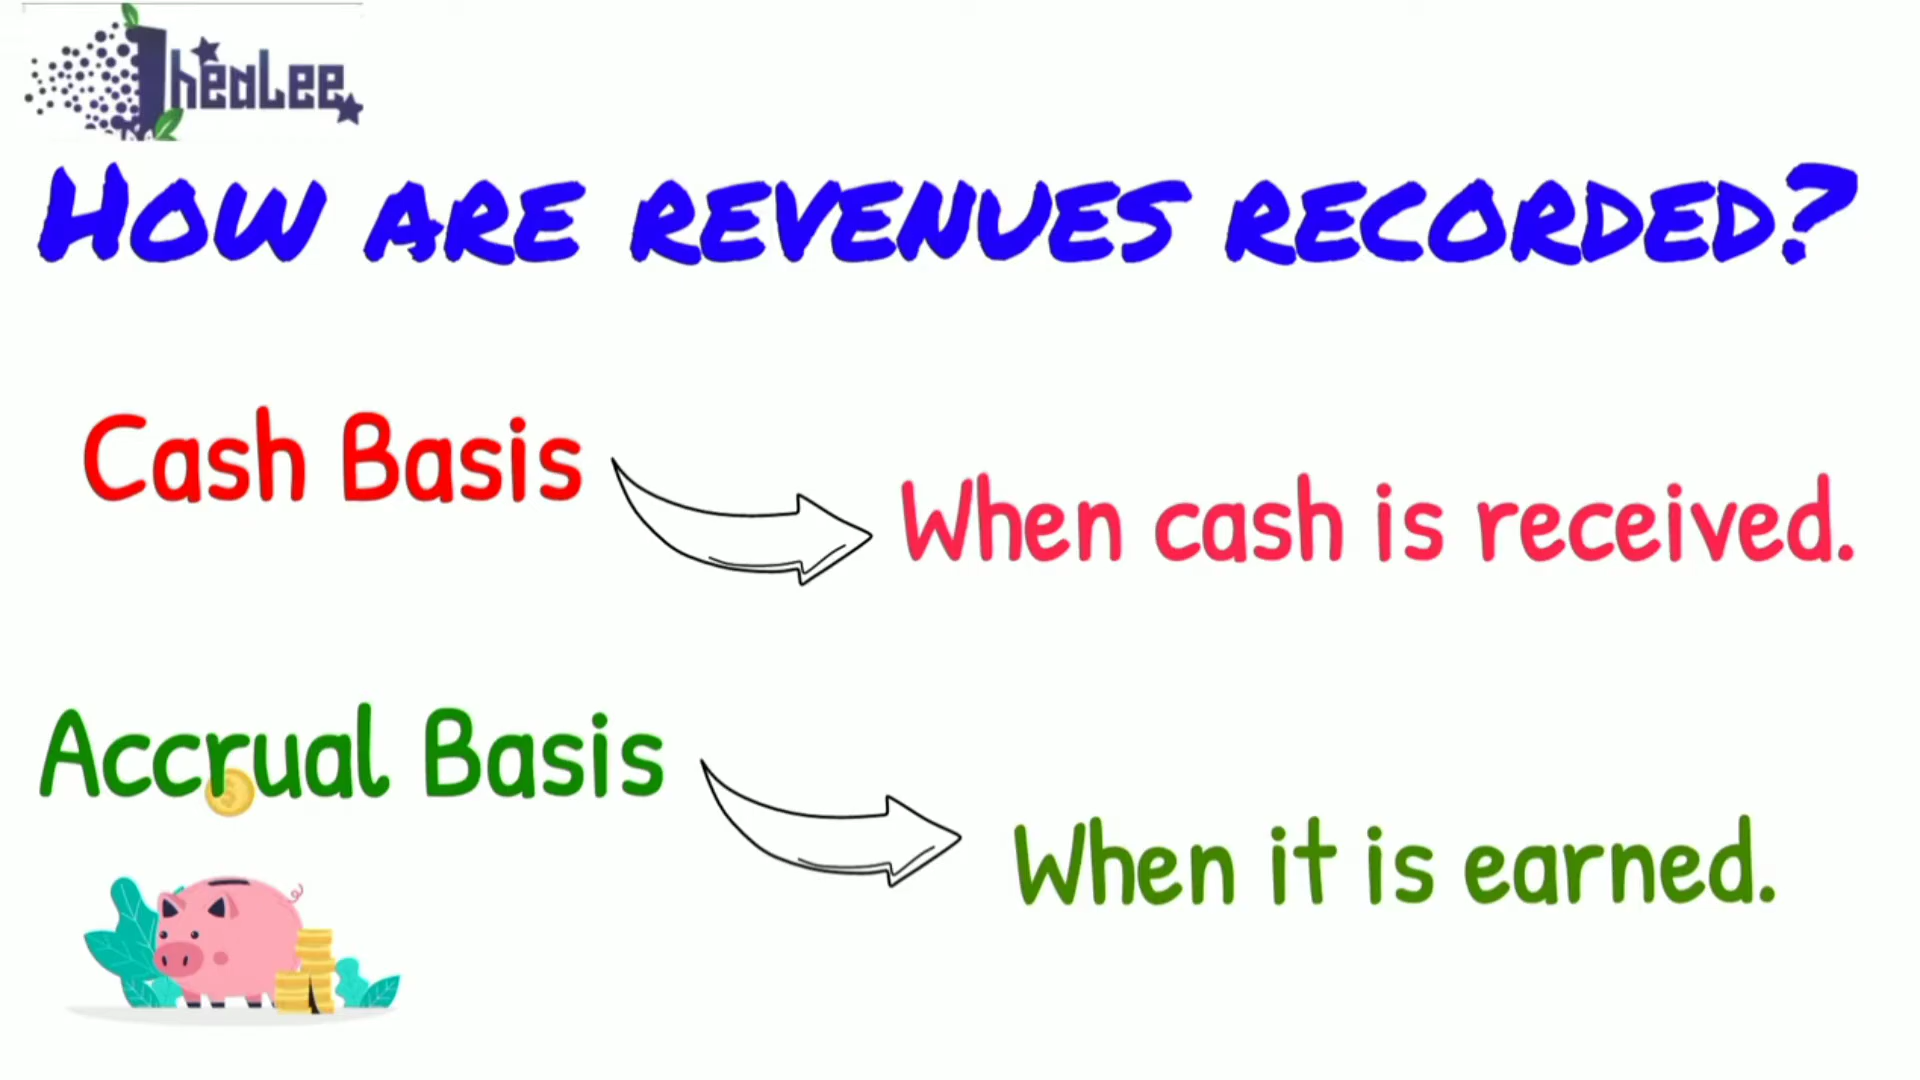 TheaLee
How are revenues recorded?
Cash Basis
When cash is received.
Accrual Basis
When it is earned.